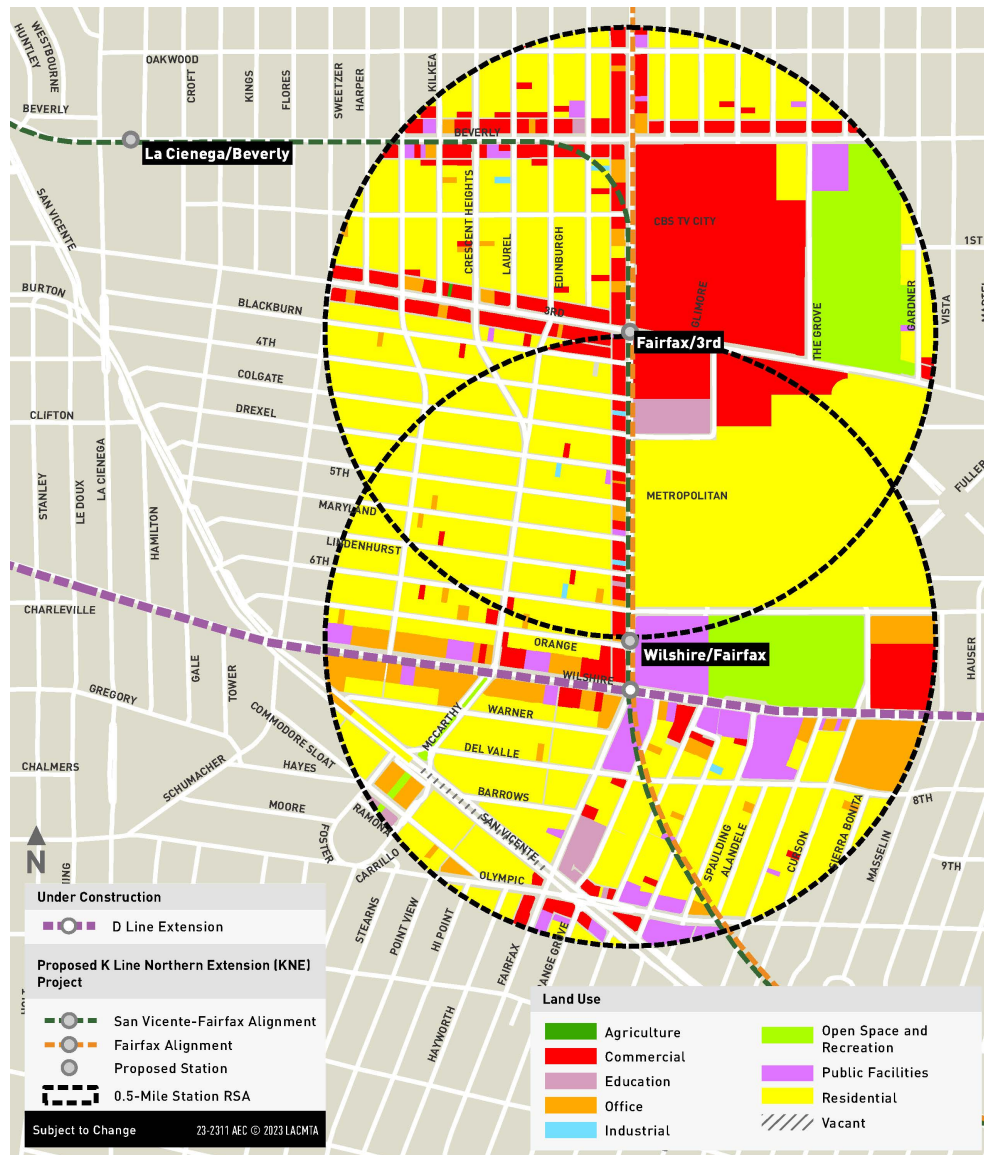 HUNTLEY
WESTBOURNE
OAKWOOD
CROFT
KINGS
FLORES
SWEETZER
HARPER
KILKEA
BEVERLY
BEVERLY
La Cienega/Beverly
SAN VICENTE
CRESCENT HEIGHTS
LAUREL
EDINBURGH
CBS TV CITY
1ST
BURTON
BLACKBURN
3RD
GLIMORE
THE GROVE
GARDNER
VISTA
Fairfax/3rd
4TH
COLGATE
DREXEL
CLIFTON
LA CIENEGA
STANLEY
LE DOUX
HAMILTON
5TH
MARYLAND
LINDENHURST
6TH
METROPOLITAN
FULLER
CHARLEVILLE
ORANGE
Wilshire/Fairfax
WILSHIRE
HAUSER
GALE
TOWER
GREGORY
COMMODORE SLOAT
MCCARTHY
WARNER
DEL VALLE
CHALMERS
SCHUMACHER
HAYES
BARROWS
8TH
MOORE
FOSTER
RAMONA
CARRILLO
SAN VICENTE
SPAULDING
ALANDELE
CURSON
SIERRA BONITA
MASSELIN
9TH
OLYMPIC
STEARNS
POINT VIEW
HI POINT
FAIRFAX
HAYWORTH
N
Under Construction
D Line Extension
Proposed K Line Northern Extension (KNE)
Project
San Vicente-Fairfax Alignment
Fairfax Alignment
Proposed Station
0.5-Mile Station RSA
Subject to Change 23-2311 AEC © 2023 LACMTA
Land Use
Agriculture
Commercial
Education
Office
Industrial
Open Space and
Recreation
Public Facilities
Residential
Vacant